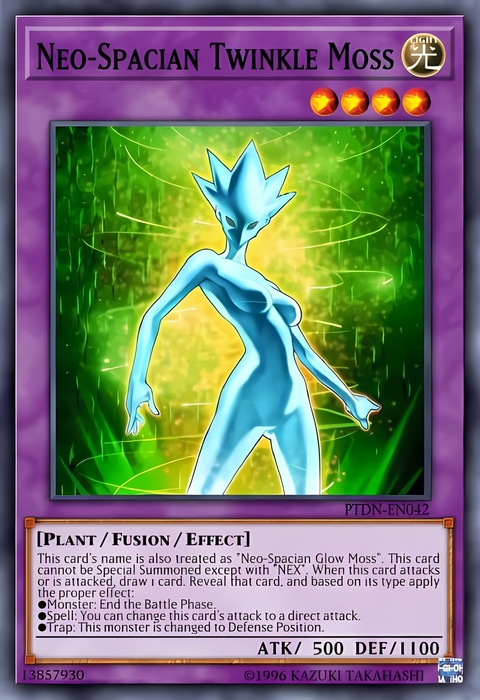 Neo-Spacian Twinkle Moss
LIGHT
光
PTDN-EN042
[Plant / Fusion / Effect]
This card's name is also treated as "Neo-Spacian Glow Moss". This card
cannot be Special Summoned except with "NEX". When this card attacks
or is attacked, draw 1 card. Reveal that card, and based on its type apply
the proper effect:
●Monster: End the Battle Phase.
●Spell: You can change this card's attack to a direct attack.
●Trap: This monster is changed to Defense Position.
ATK/ 500 DEF/1100
13857930
©1996 KAZUKI TAKAHASHI